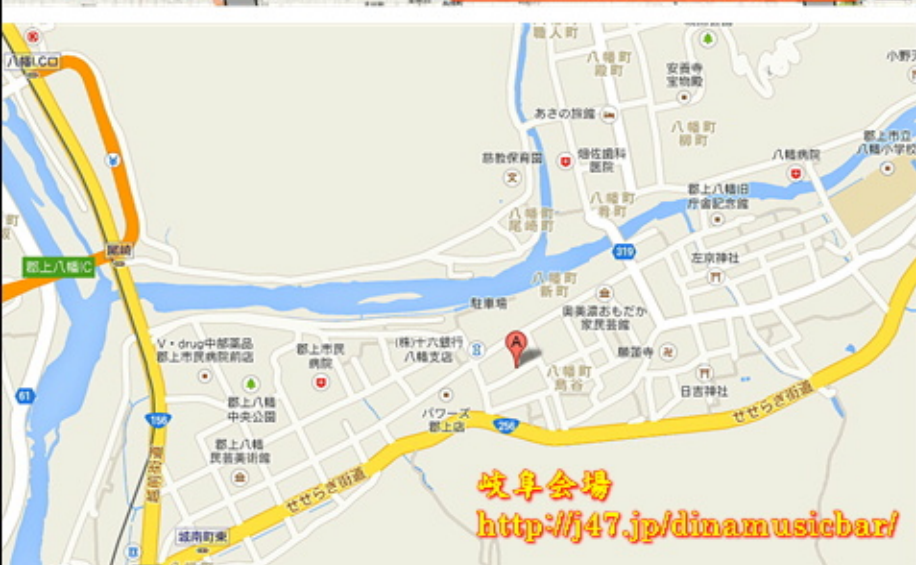 職人町
八幡町
殿町
安養寺
宝物殿
小野天
八幡I.C口
あさの旅館
八幡町
柳町
郡上市立
八幡小学校
八幡病院
慈教保育園
畑佐歯科
医院
郡上八幡旧
庁舎記念館
八幡町
尾崎町
八幡町
肴町
尾崎
郡上八幡IC
319
左京神社
八幡町
新町
駐車場
奥美濃おもだか
家民芸館
V・drug中部薬品
郡上市民病院前店
郡上市民
病院
(株)十六銀行
八幡支店
A
願蓮寺
八幡町
島谷
日吉神社
61
156
郡上八幡
中央公園
パワーズ
郡上店
256
せせらぎ街道
郡上八幡
民芸美術館
越前街道
せせらぎ街道
城南町東
岐阜会場
http://j47.jp/dinamusicbar/